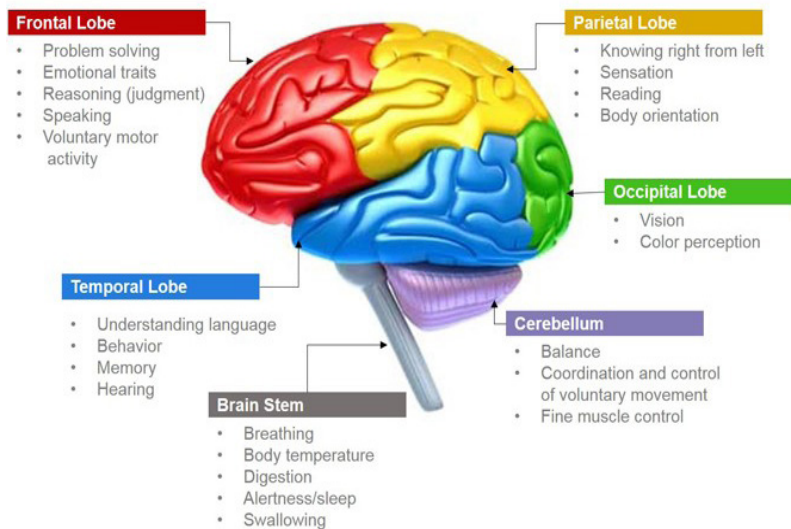 Frontal Lobe
• Problem solving
• Emotional traits
• Reasoning (judgment)
• Speaking
• Voluntary motor
activity
Parietal Lobe
• Knowing right from left
• Sensation
• Reading
• Body orientation
Occipital Lobe
• Vision
• Color perception
Temporal Lobe
• Understanding language
• Behavior
• Memory
• Hearing
Cerebellum
• Balance
• Coordination and control
of voluntary movement
• Fine muscle control
Brain Stem
• Breathing
• Body temperature
• Digestion
• Alertness/sleep
• Swallowing